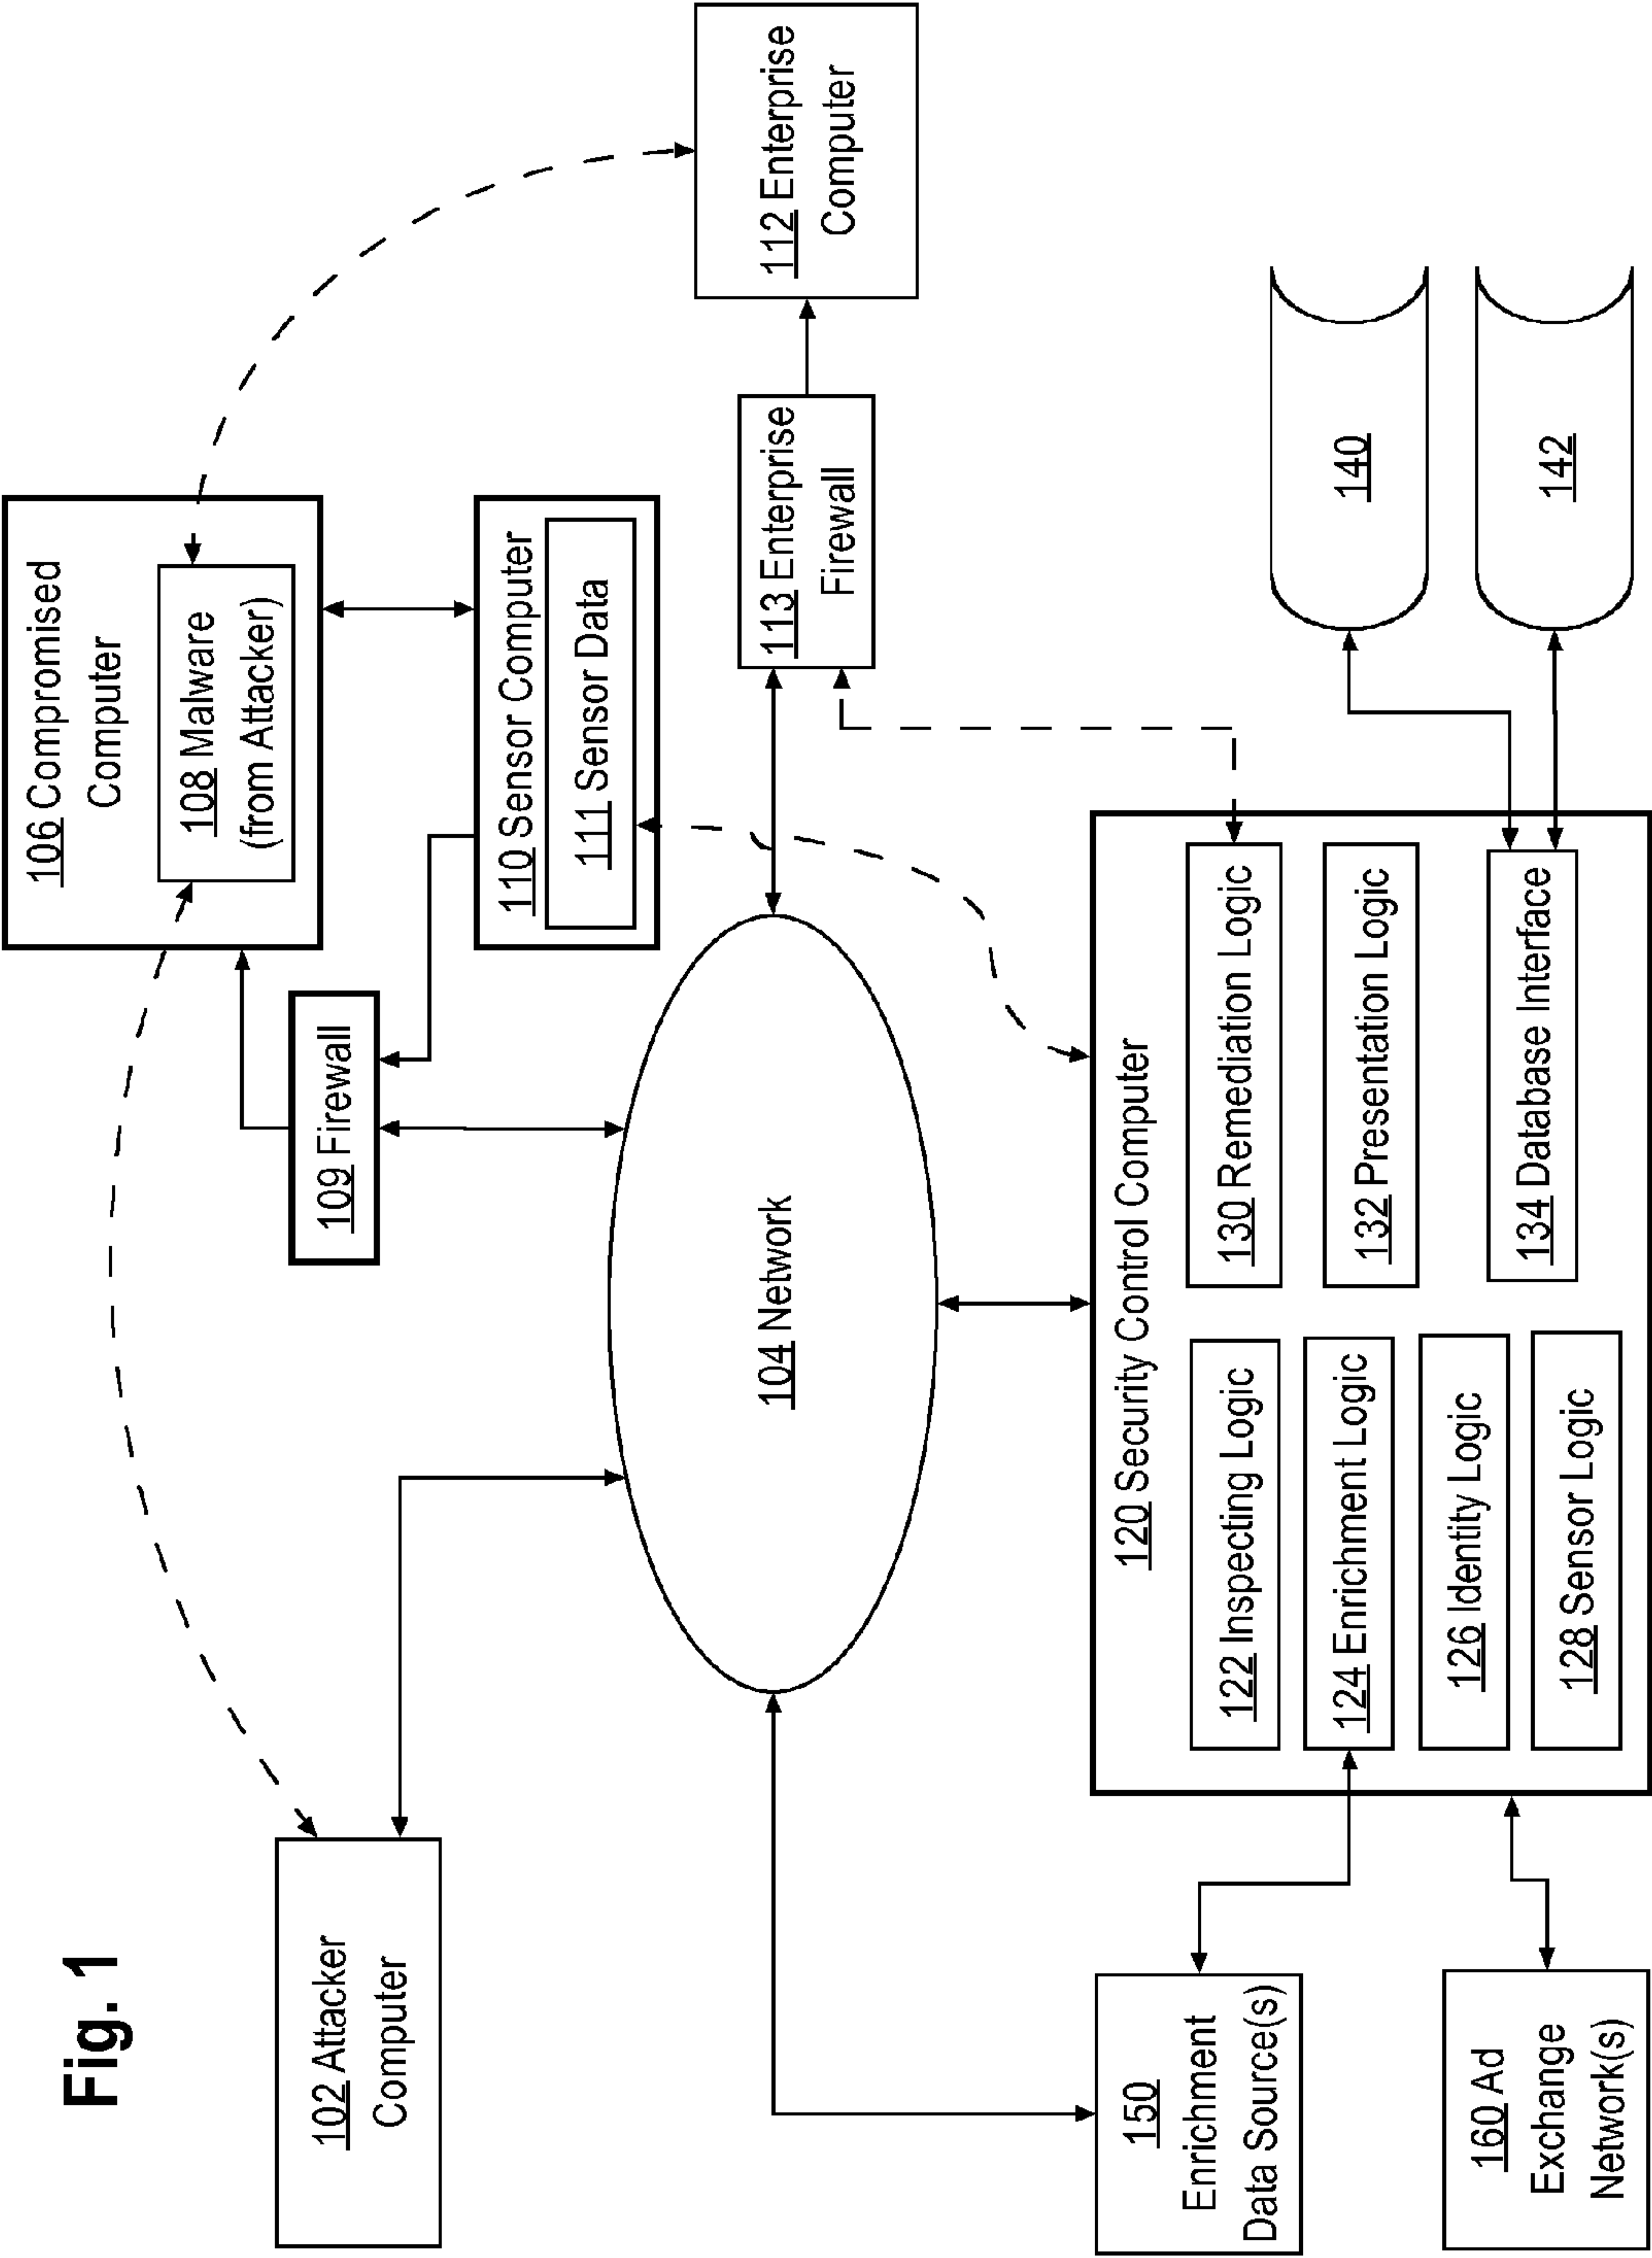 Fig. 1
102 Attacker
Computer
106 Compromised
Computer
108 Malware
(from Attacker)
109 Firewall
110 Sensor Computer
111 Sensor Data
104 Network
113 Enterprise
Firewall
112 Enterprise
Computer
150
Enrichment
Data Source(s)
160 Ad
Exchange
Network(s)
120 Security Control Computer
122 Inspecting Logic
124 Enrichment Logic
126 Identity Logic
128 Sensor Logic
130 Remediation Logic
132 Presentation Logic
134 Database Interface
140
142